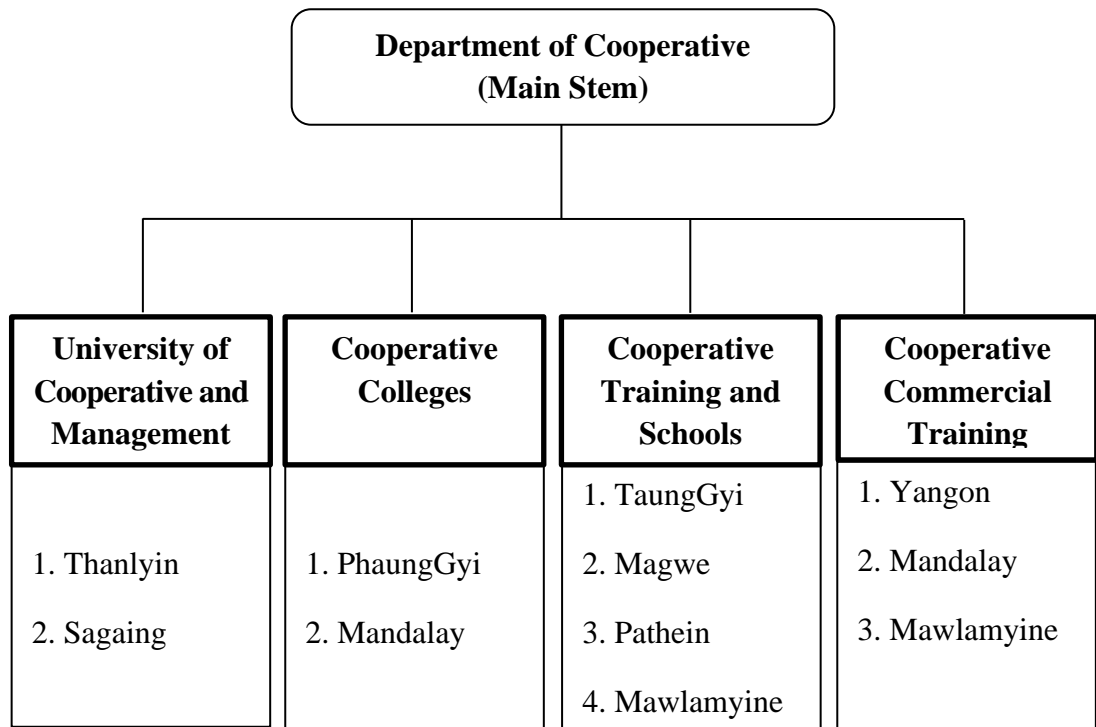 Department of Cooperative
(Main Stem)
University of
Cooperative and
Management
1. Thanlyin
2. Sagaing
Cooperative
Colleges
1. PhaungGyi
2. Mandalay
Cooperative
Training and
Schools
1. TaungGyi
2. Magwe
3. Pathein
4. Mawlamyine
Cooperative
Commercial
Training
1. Yangon
2. Mandalay
3. Mawlamyine